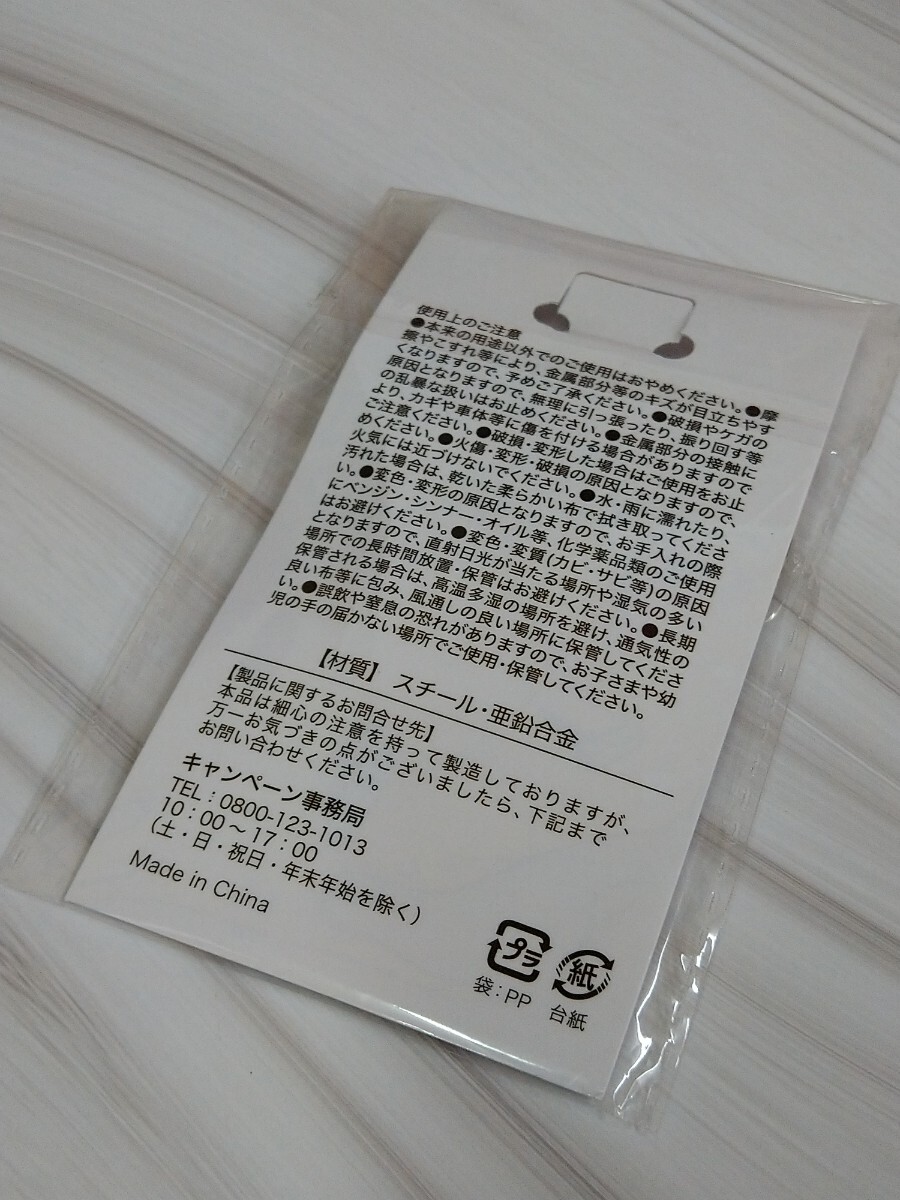 使用上のご注意
●本来の用途以外でのご使用はおやめください。●摩
擦やこすれ等により、金属部分等のキズが目立ちやす
くなりますので、予めご了承ください。●破損やケガの
原因となりますので、無理に引っ張ったり、振り回す等
の乱暴な扱いはお止めください。●金属部分の接触に
より、カギや車体等に傷を付ける場合がありますので
ご注意ください。●破損・変形した場合はご使用をお止
めください。●火傷・変形・破損の原因となりますので、
火気には近づけないでください。●水・雨に濡れたり、
汚れた場合は、乾いた柔らかい布で拭き取ってくださ
い。●変色・変形の原因となりますので、お手入れの際
にベンジン・シンナー・オイル等、化学薬品類のご使用
はお避けください。●変色・変質(カビ・サビ等)の原因
となりますので、直射日光が当たる場所や湿気の多い
場所での長時間放置・保管はお避けください。●長期
保管される場合は、高温多湿の場所を避け、通気性の
良い布等に包み、風通しの良い場所に保管してくださ
い。●誤飲や窒息の恐れがありますので、お子さまや幼
児の手の届かない場所でご使用・保管してください。
【材質】 スチール・亜鉛合金
【製品に関するお問合せ先】
本品は細心の注意を持って製造しておりますが、
万一お気づきの点がございましたら、下記まで
お問い合わせください。
キャンペーン事務局
TEL：0800-123-1013
10：00～17：00
(土・日・祝日・年末年始を除く)
Made in China
プラ 紙
袋：PP 台紙